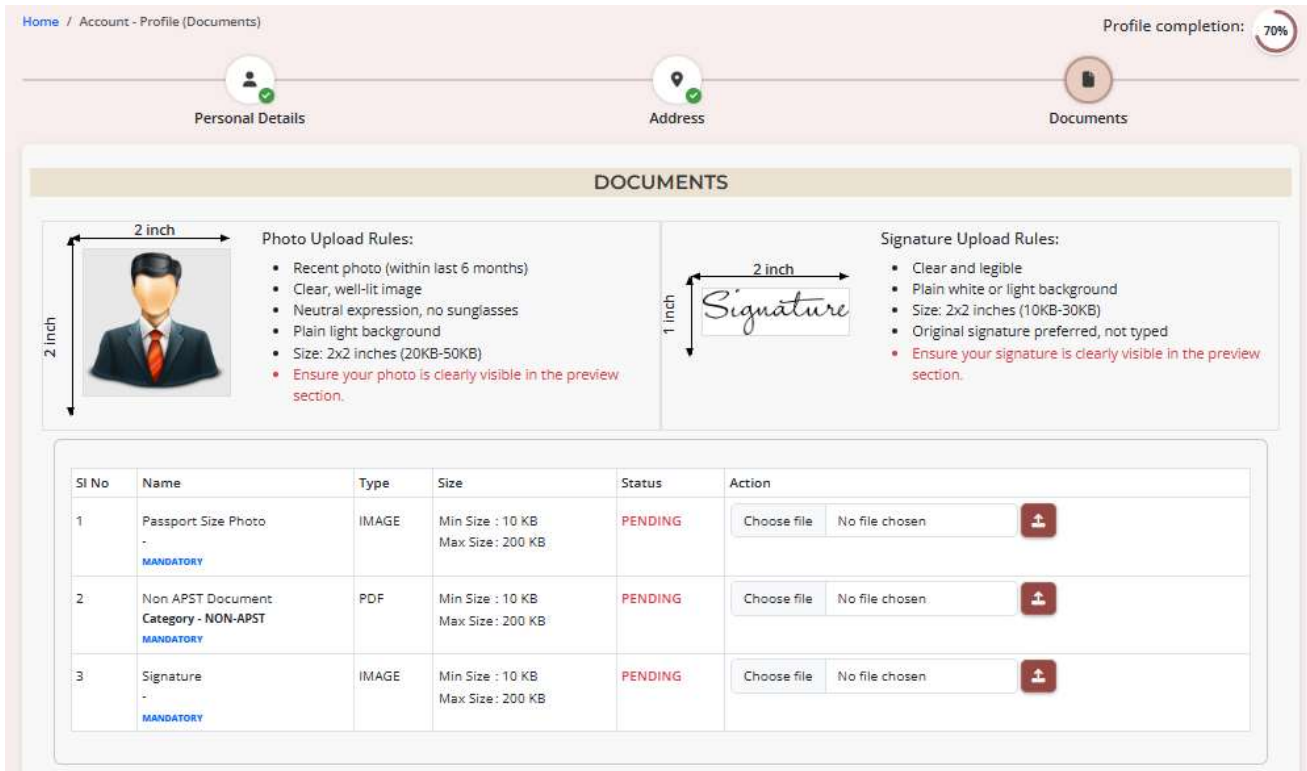 Home / Account - Profile (Documents)
Profile completion: 70%
Personal Details
Address
Documents
DOCUMENTS
2 inch
2 inch
Photo Upload Rules:
• Recent photo (within last 6 months)
• Clear, well-lit image
• Neutral expression, no sunglasses
• Plain light background
• Size: 2x2 inches (20KB-50KB)
• Ensure your photo is clearly visible in the preview
section.
2 inch
1 inch
Signature
Signature Upload Rules:
• Clear and legible
• Plain white or light background
• Size: 2x2 inches (10KB-30KB)
• Original signature preferred, not typed
• Ensure your signature is clearly visible in the preview
section.
Sl No Name Type Size Status Action
1 Passport Size Photo IMAGE Min Size : 10 KB PENDING Choose file No file chosen
- Max Size : 200 KB
MANDATORY
2 Non APST Document PDF Min Size : 10 KB PENDING Choose file No file chosen
Category - NON-APST Max Size : 200 KB
MANDATORY
3 Signature IMAGE Min Size : 10 KB PENDING Choose file No file chosen
- Max Size : 200 KB
MANDATORY